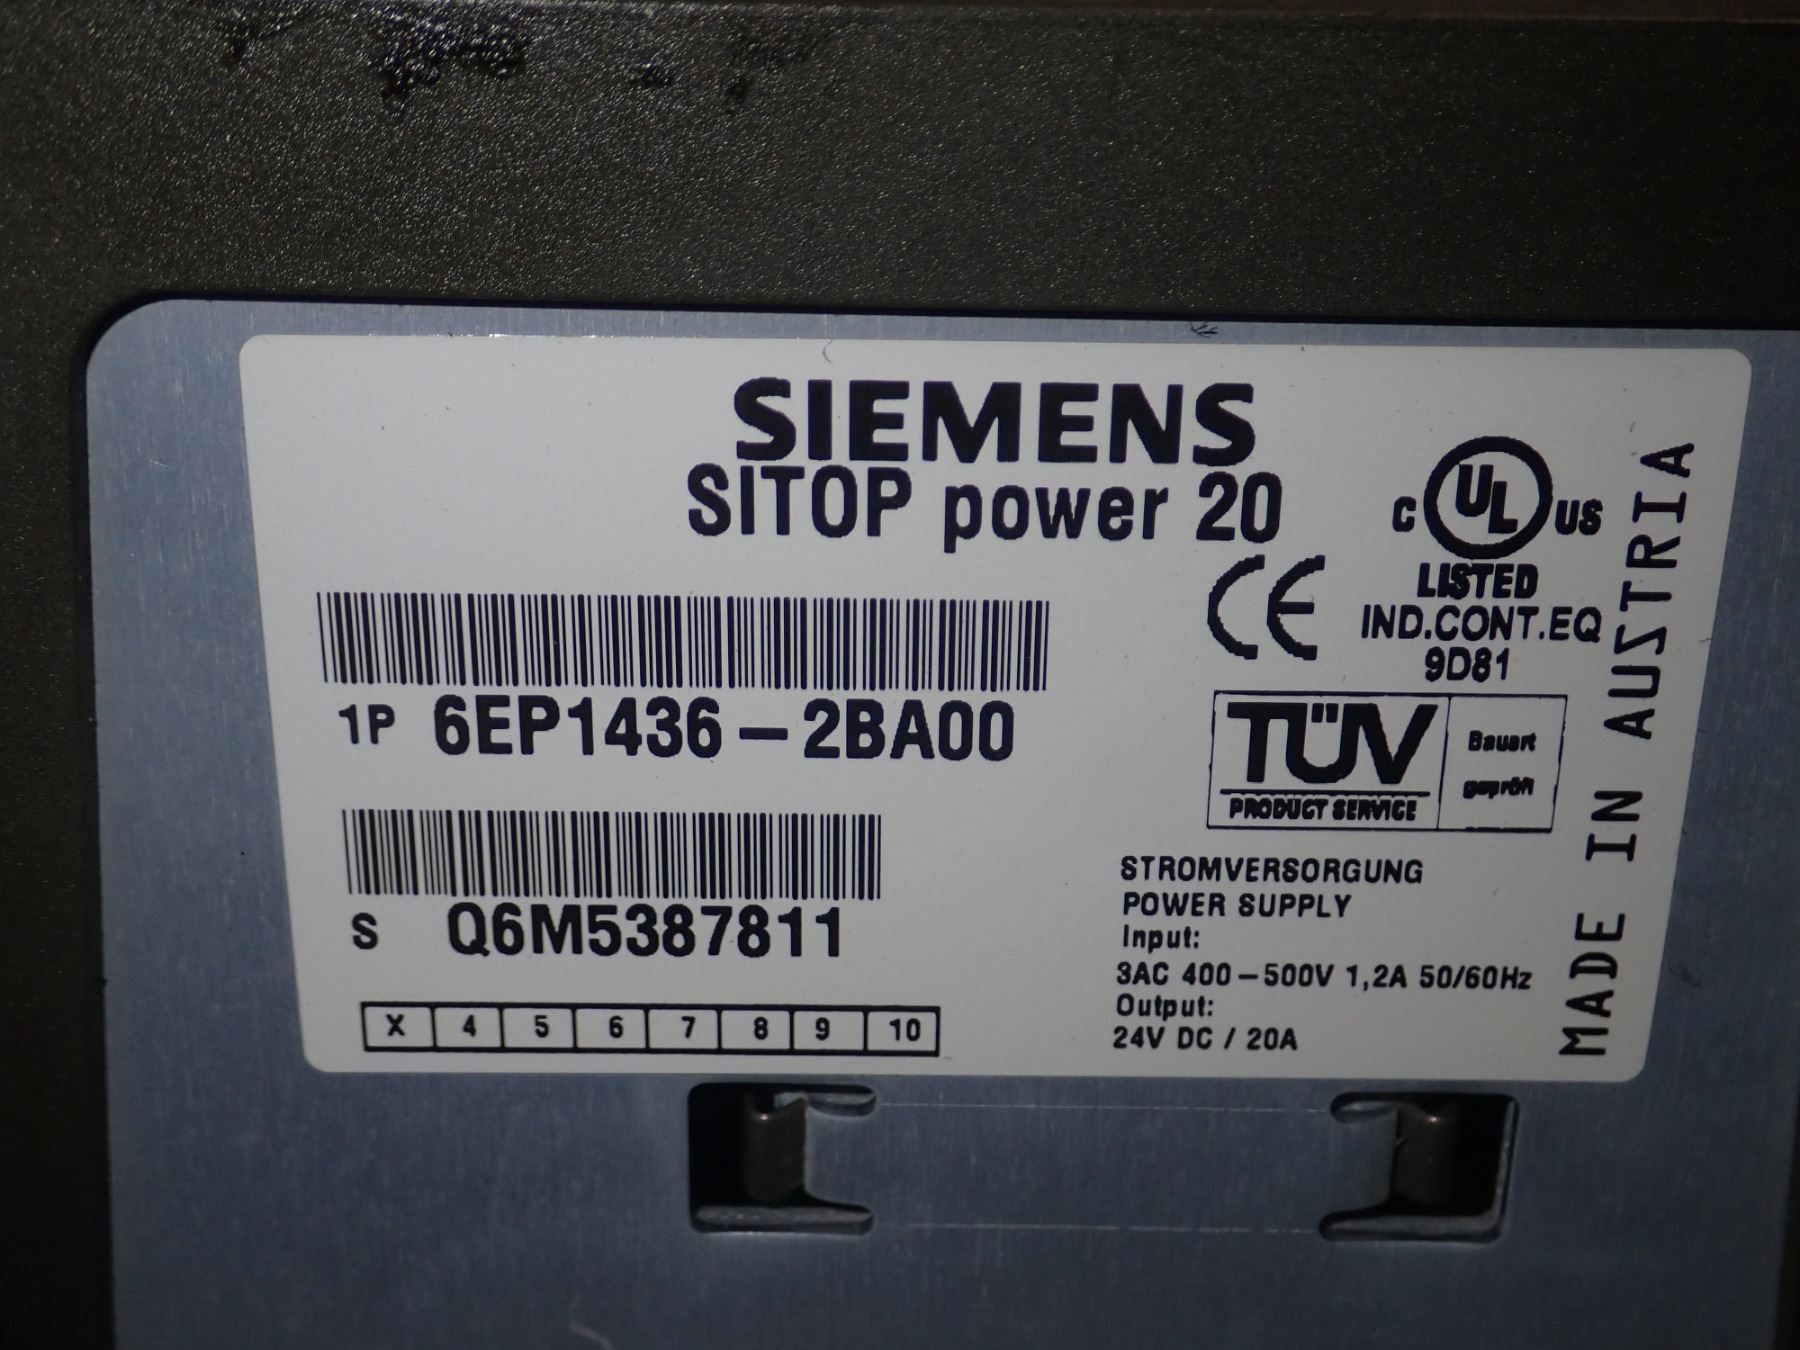 SIEMENS
SITOP power 20
C UL US
LISTED
IND.CONT.EQ
9D81
CE
1P 6EP1436-2BA00
TÜV
PRODUCT SERVICE
Bauart
geprüft
S Q6M5387811
STROMVERSORGUNG
POWER SUPPLY
Input:
3AC 400-500V 1,2A 50/60Hz
Output:
24V DC / 20A
X 4 5 6 7 8 9 10
MADE IN AUSTRIA